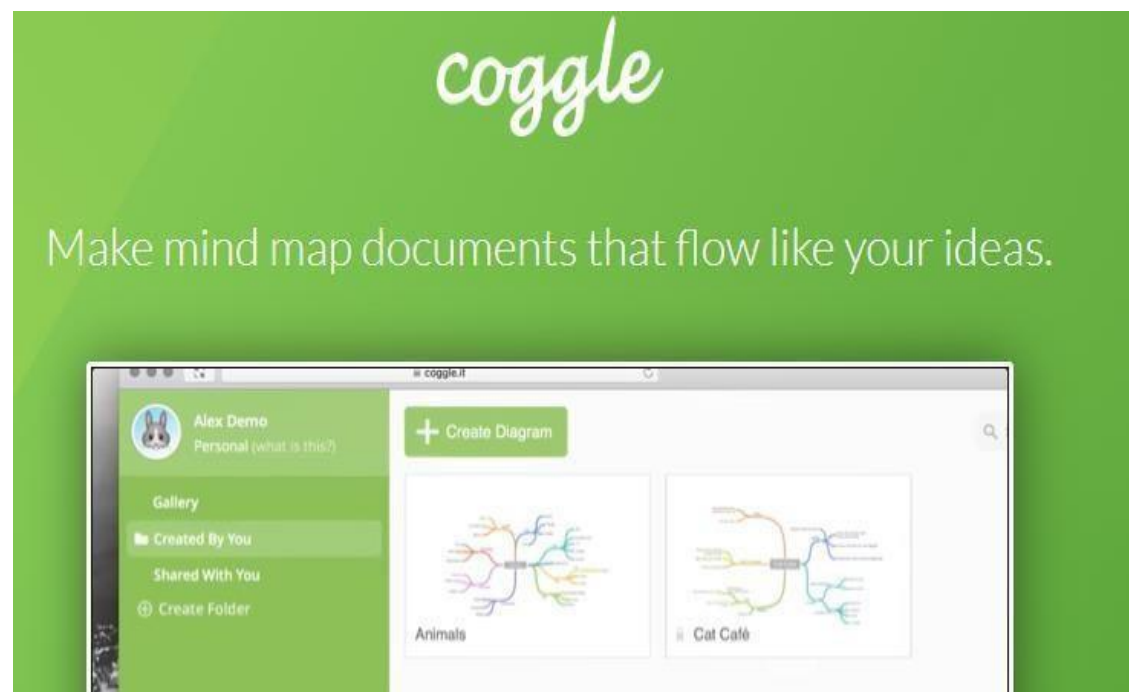 coggle
Make mind map documents that flow like your ideas.
coggle.it
Alex Demo
Personal (what is this?)
Create Diagram
Gallery
Created By You
Shared With You
Create Folder
Animals
Cat Café